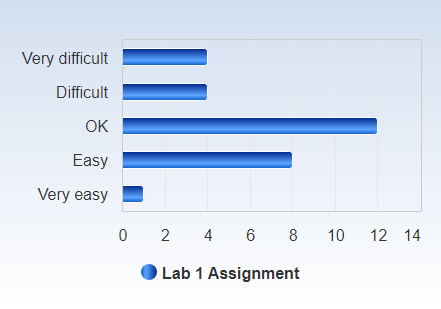 Very difficult
Difficult
OK
Easy
Very easy
0 2 4 6 8 10 12 14
Lab 1 Assignment